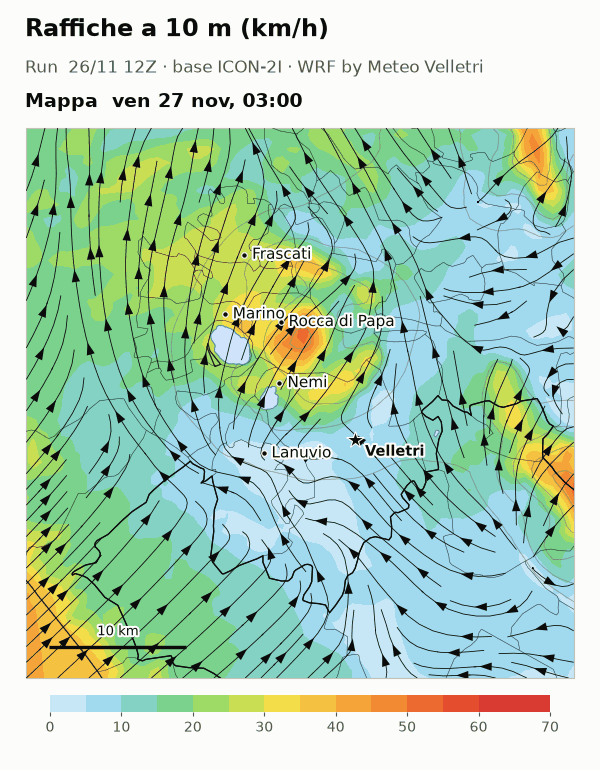 Raffiche a 10 m (km/h)
Run  26/11 12Z · base ICON-2I · WRF by Meteo Velletri
Mappa  ven 27 nov, 03:00
Frascati
Marino
Rocca di Papa
Nemi
Velletri
Lanuvio
10 km
0 10 20 30 40 50 60 70